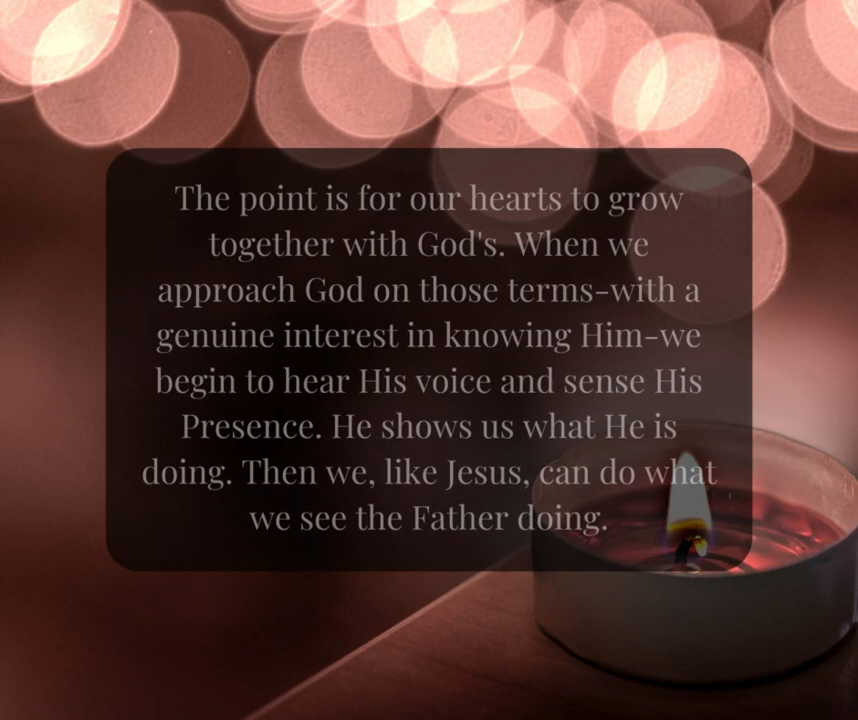 The point is for our hearts to grow
together with God's. When we
approach God on those terms-with a
genuine interest in knowing Him-we
begin to hear His voice and sense His
Presence. He shows us what He is
doing. Then we, like Jesus, can do what
we see the Father doing.